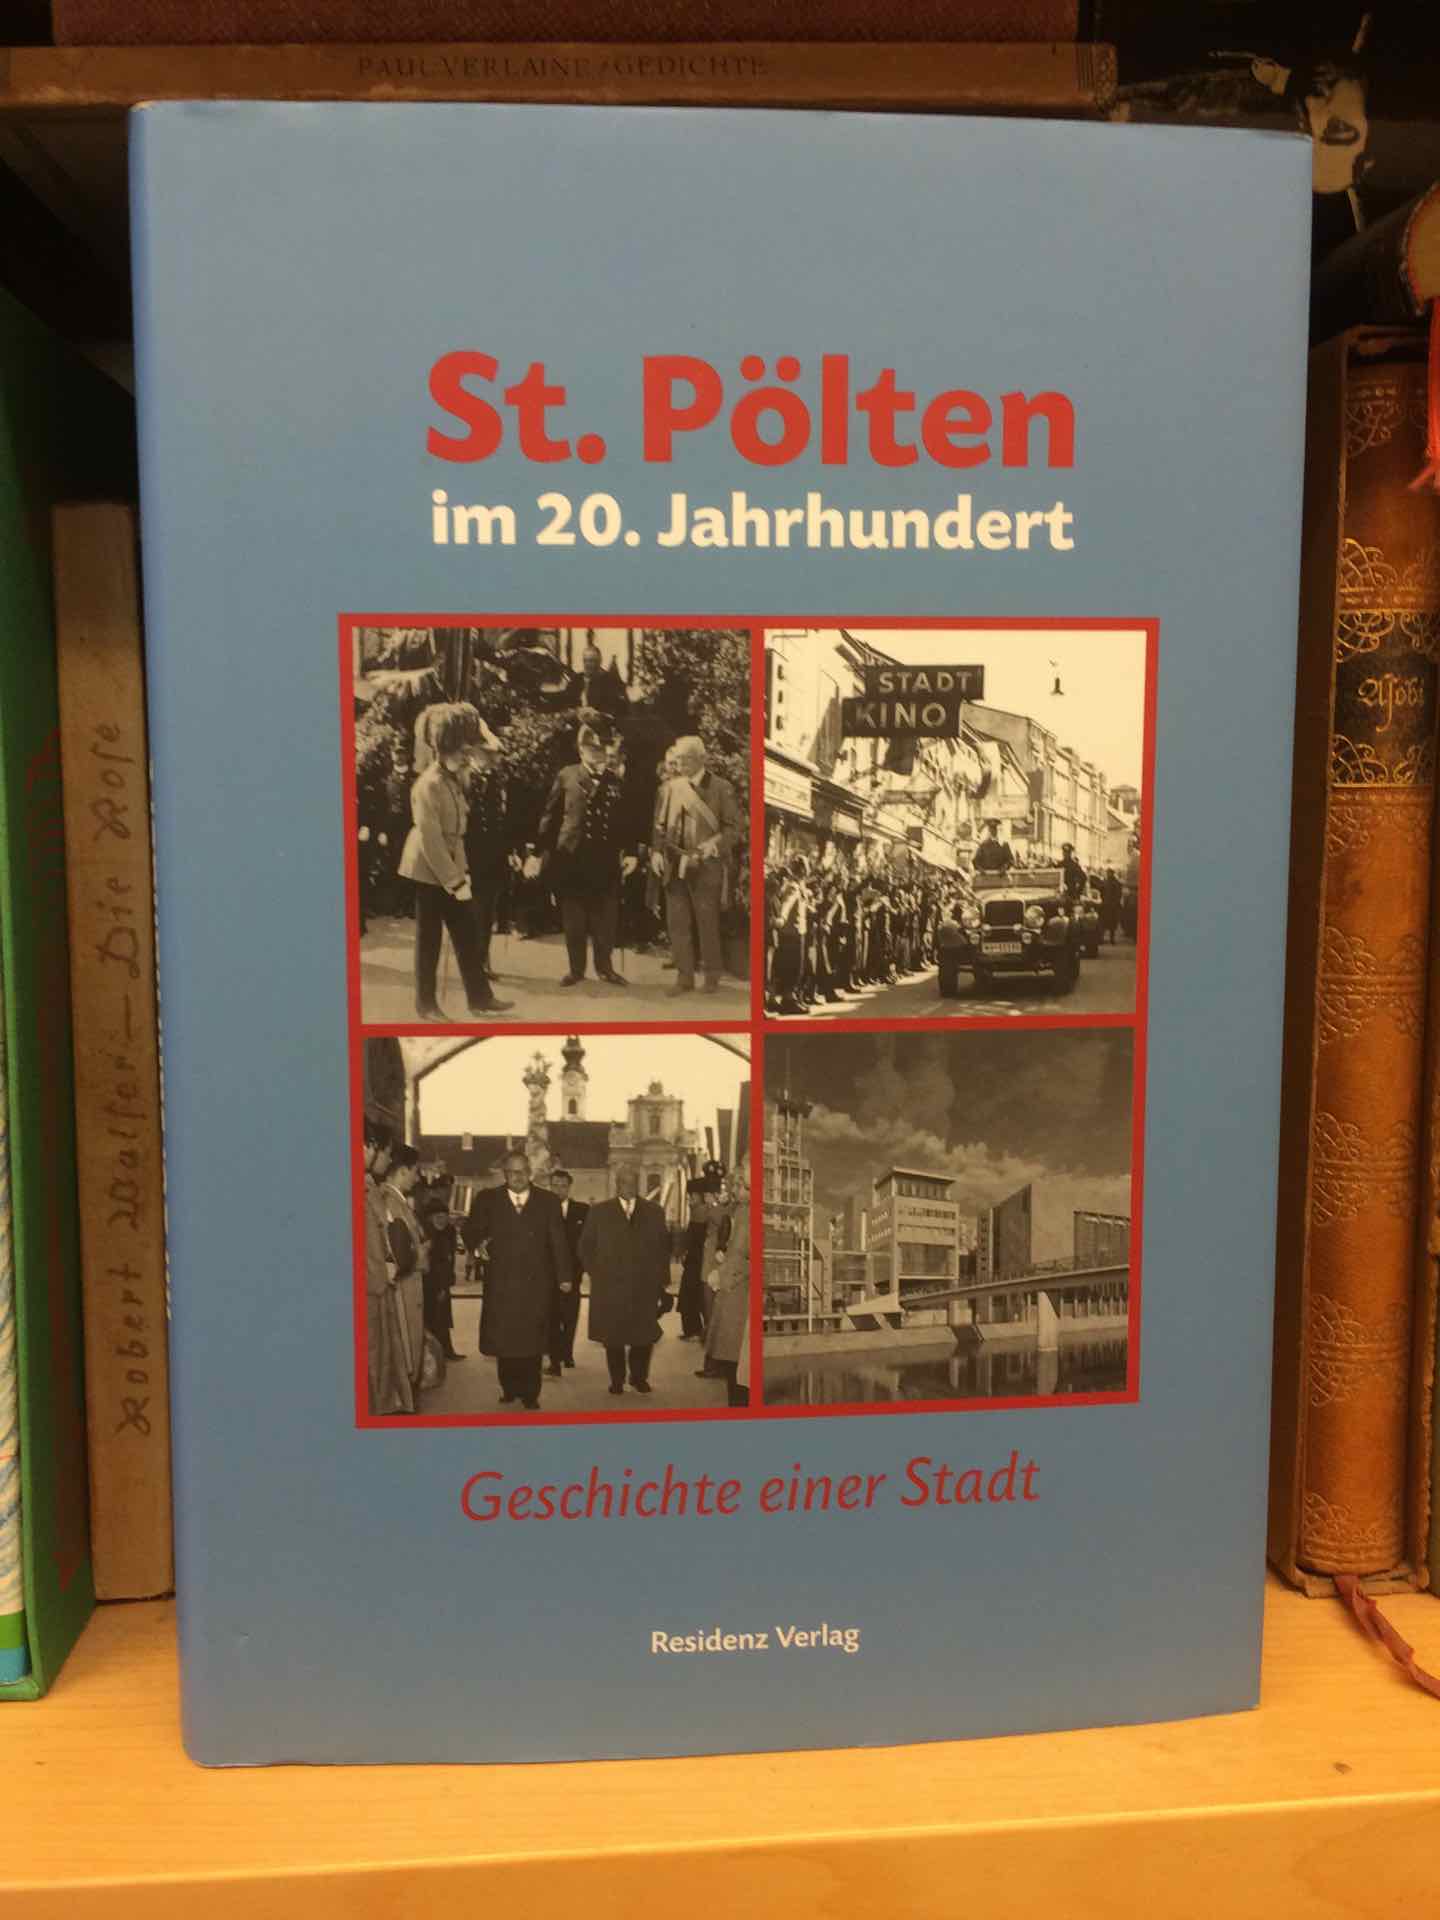 PAUL VERLAINE / GEDICHTE
St. Pölten
im 20. Jahrhundert
STADT
KINO
Geschichte einer Stadt
Residenz Verlag
Robert Walser – Die Rose